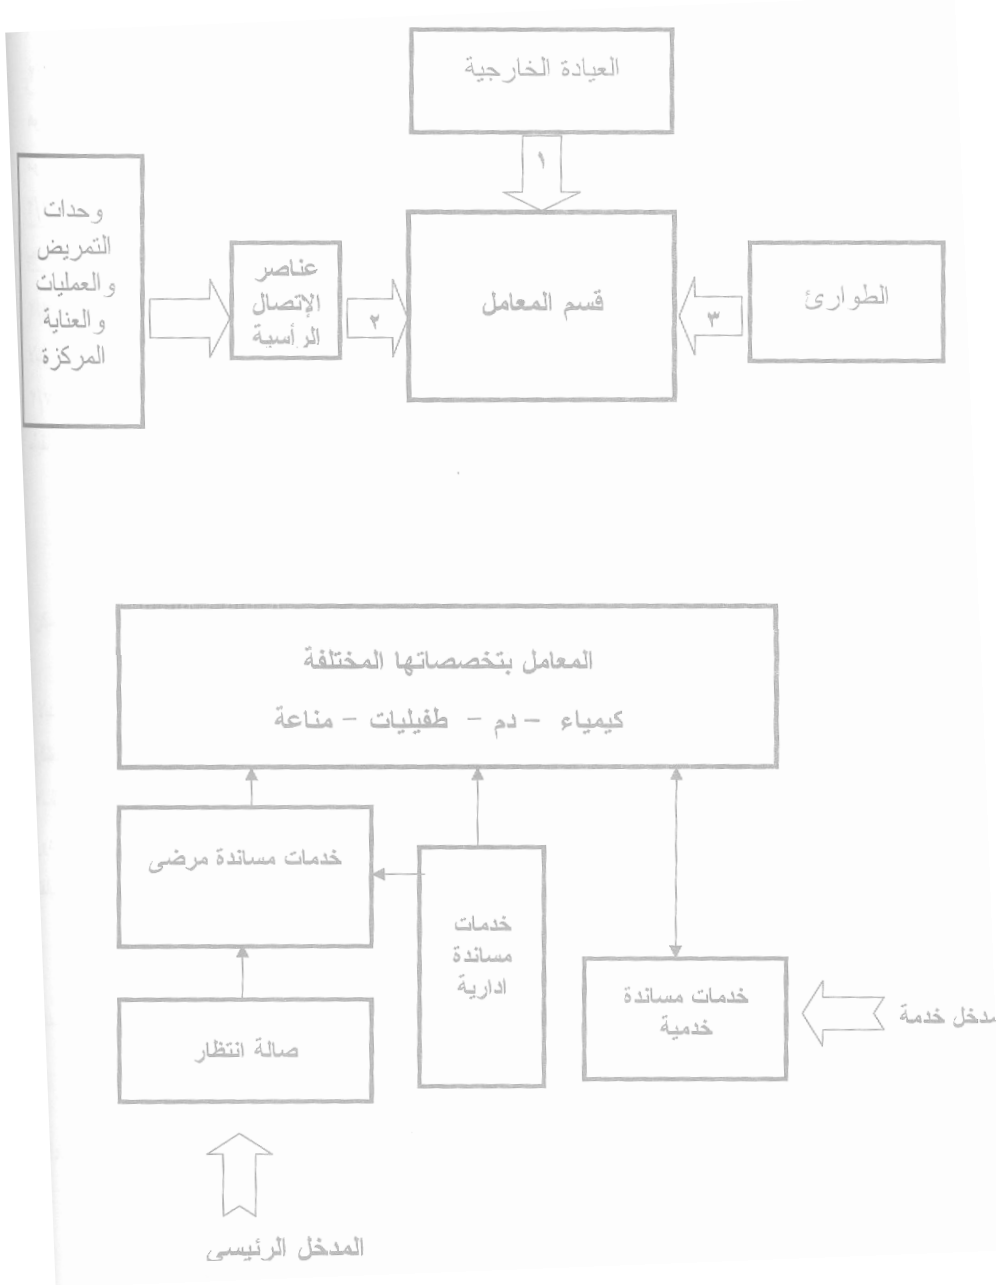 العيادة الخارجية
١
وحدات
التمريض
والعمليات
والعناية
المركزة
عناصر
الإتصال
الرأسية
٢
قسم المعامل
٣
الطوارئ
المعامل بتخصصاتها المختلفة
كيمياء – دم – طفيليات – مناعة
خدمات مساندة مرضى
خدمات
مساندة
ادارية
خدمات مساندة
خدمية
مدخل خدمة
صالة انتظار
المدخل الرئيسى